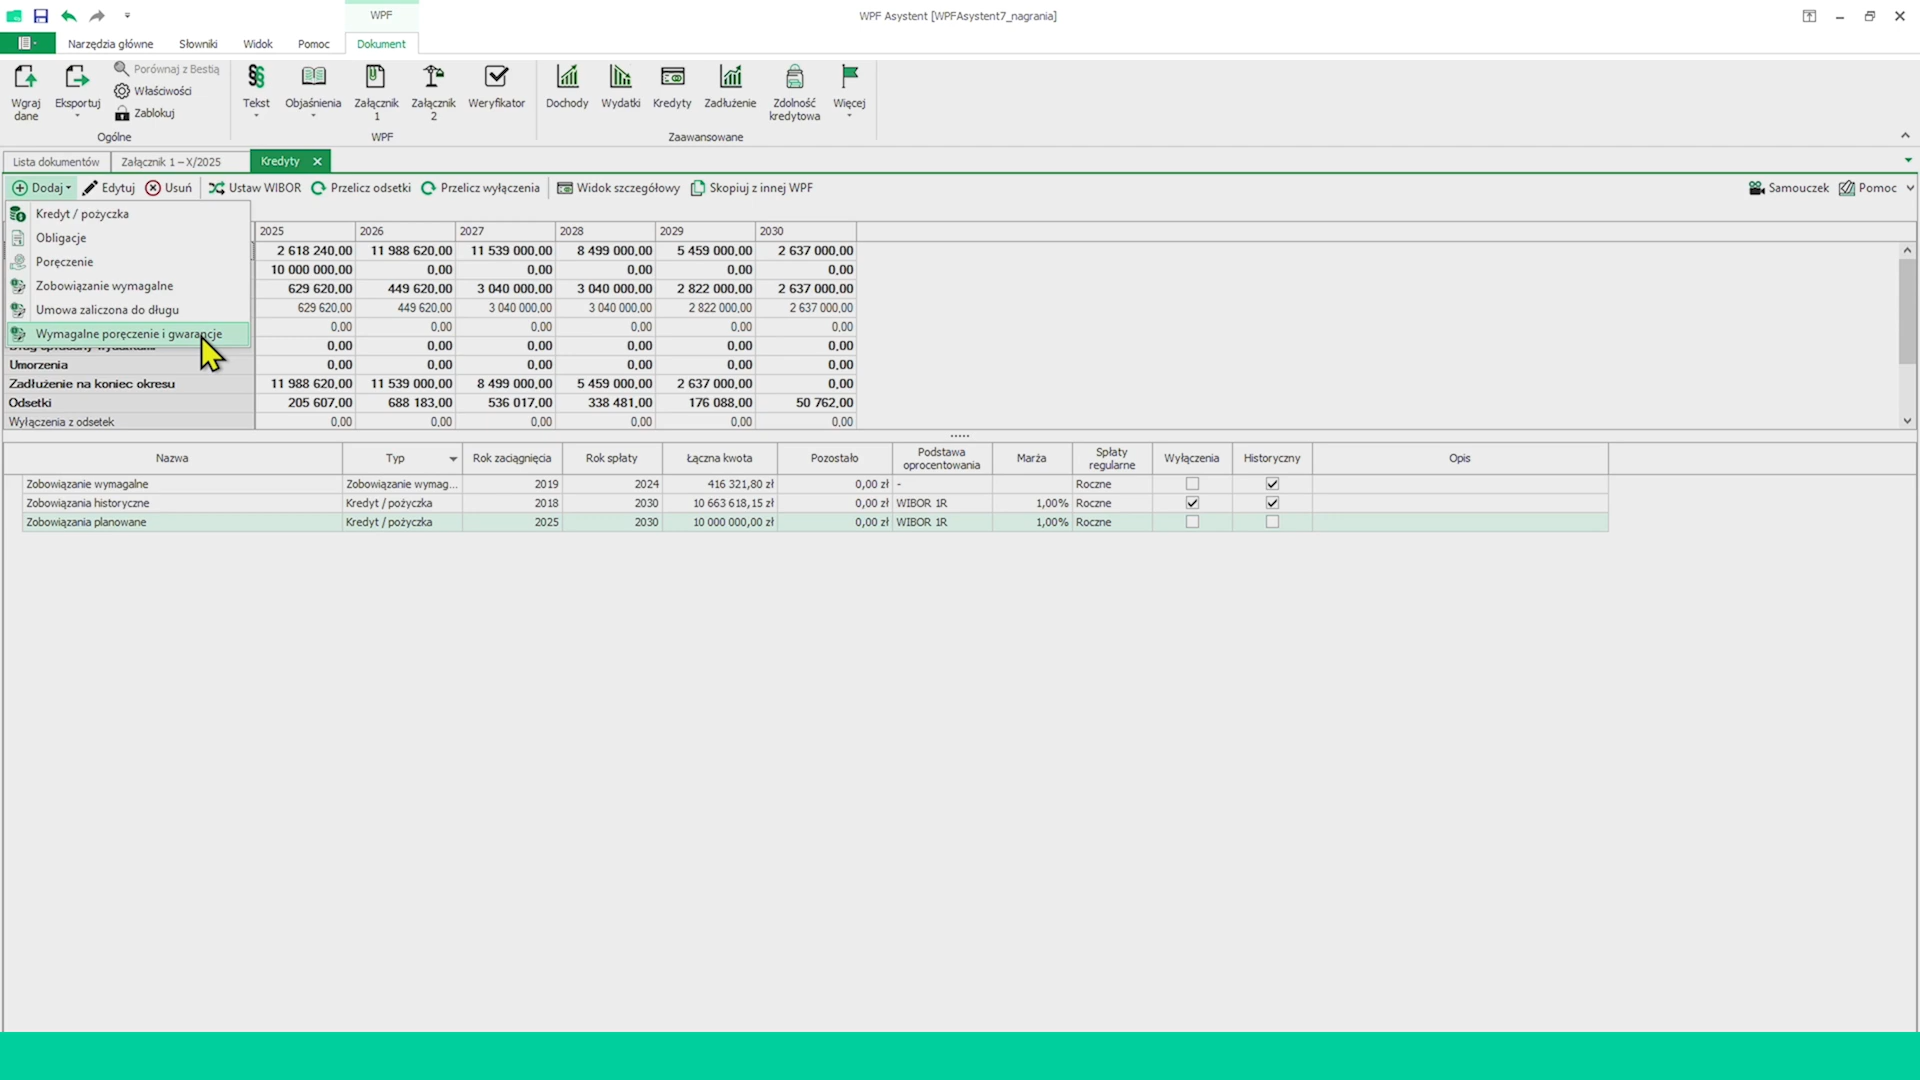 WPF
WPF Asystent [WPFAsystent7_nagrania]
Narzędzia główne Słowniki Widok Pomoc Dokument
Wgraj dane
Eksportuj
Porównaj z Bestią
Właściwości
Zablokuj
Ogólne
Tekst
Objaśnienia
Załącznik 1
Załącznik 2
Weryfikator
WPF
Dochody
Wydatki
Kredyty
Zadłużenie
Zdolność kredytowa
Więcej
Zaawansowane
Lista dokumentów Załącznik 1 – X/2025 Kredyty
Dodaj Edytuj Usuń Ustaw WIBOR Przelicz odsetki Przelicz wyłączenia Widok szczegółowy Skopiuj z innej WPF Samouczek Pomoc
Kredyt / pożyczka
Obligacje
Poręczenie
Zobowiązanie wymagalne
Umowa zaliczona do długu
Wymagalne poręczenie i gwarancje
2025 2026 2027 2028 2029 2030
2 618 240,00 11 988 620,00 11 539 000,00 8 499 000,00 5 459 000,00 2 637 000,00
10 000 000,00 0,00 0,00 0,00 0,00 0,00
629 620,00 449 620,00 3 040 000,00 3 040 000,00 2 822 000,00 2 637 000,00
629 620,00 449 620,00 3 040 000,00 3 040 000,00 2 822 000,00 2 637 000,00
0,00 0,00 0,00 0,00 0,00 0,00
0,00 0,00 0,00 0,00 0,00 0,00
Umorzenia 0,00 0,00 0,00 0,00 0,00 0,00
Zadłużenie na koniec okresu 11 988 620,00 11 539 000,00 8 499 000,00 5 459 000,00 2 637 000,00 0,00
Odsetki 205 607,00 688 183,00 536 017,00 338 481,00 176 088,00 50 762,00
Wyłączenia z odsetek 0,00 0,00 0,00 0,00 0,00 0,00
Nazwa Typ Rok zaciągnięcia Rok spłaty Łączna kwota Pozostało Podstawa oprocentowania Marża Spłaty regularne Wyłączenia Historyczny Opis
Zobowiązanie wymagalne Zobowiązanie wymag... 2019 2024 416 321,80 zł 0,00 zł - Roczne
Zobowiązania historyczne Kredyt / pożyczka 2018 2030 10 663 618,15 zł 0,00 zł WIBOR 1R 1,00% Roczne
Zobowiązania planowane Kredyt / pożyczka 2025 2030 10 000 000,00 zł 0,00 zł WIBOR 1R 1,00% Roczne